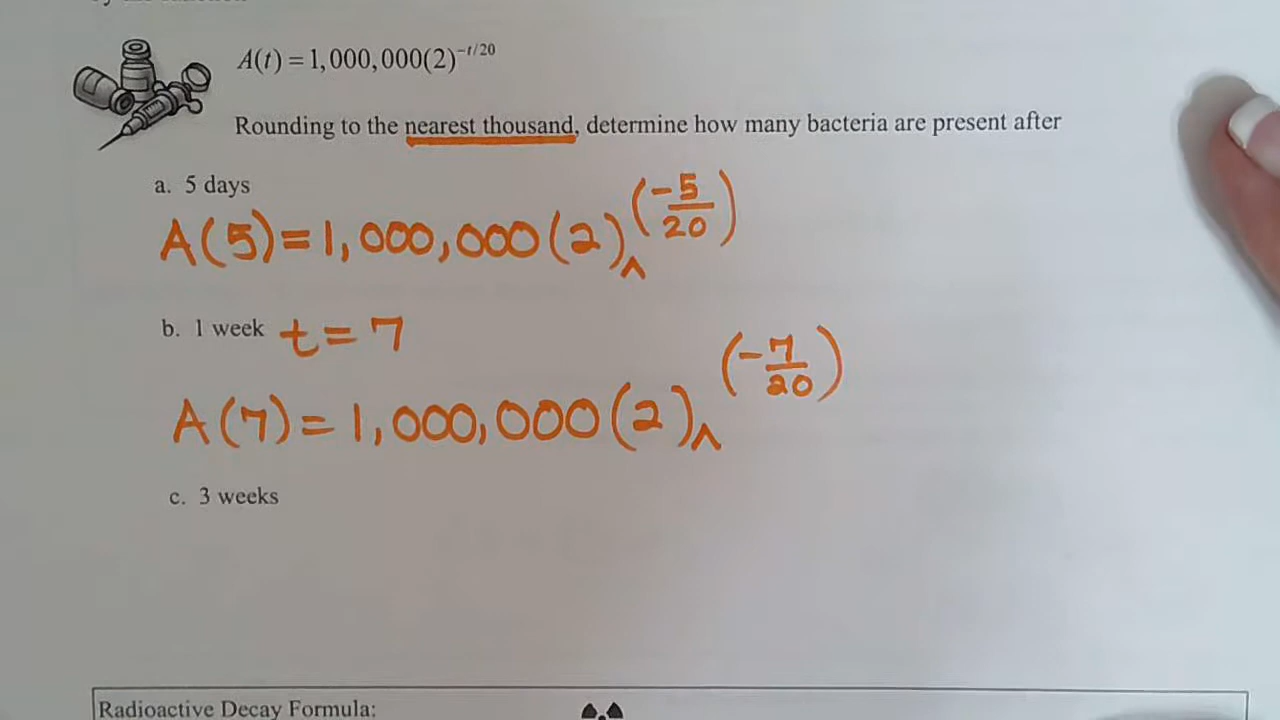 A(t) = 1,000,000(2)^{-t/20}
Rounding to the nearest thousand, determine how many bacteria are present after
a. 5 days
A(5) = 1,000,000(2)^(-5/20)
b. 1 week t = 7
A(7) = 1,000,000(2)^(-7/20)
c. 3 weeks
Radioactive Decay Formula: